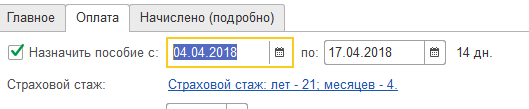 Главное Оплата Начислено (подробно)
Назначить пособие с: 04.04.2018 по: 17.04.2018 14 дн.
Страховой стаж: Страховой стаж: лет - 21; месяцев - 4.